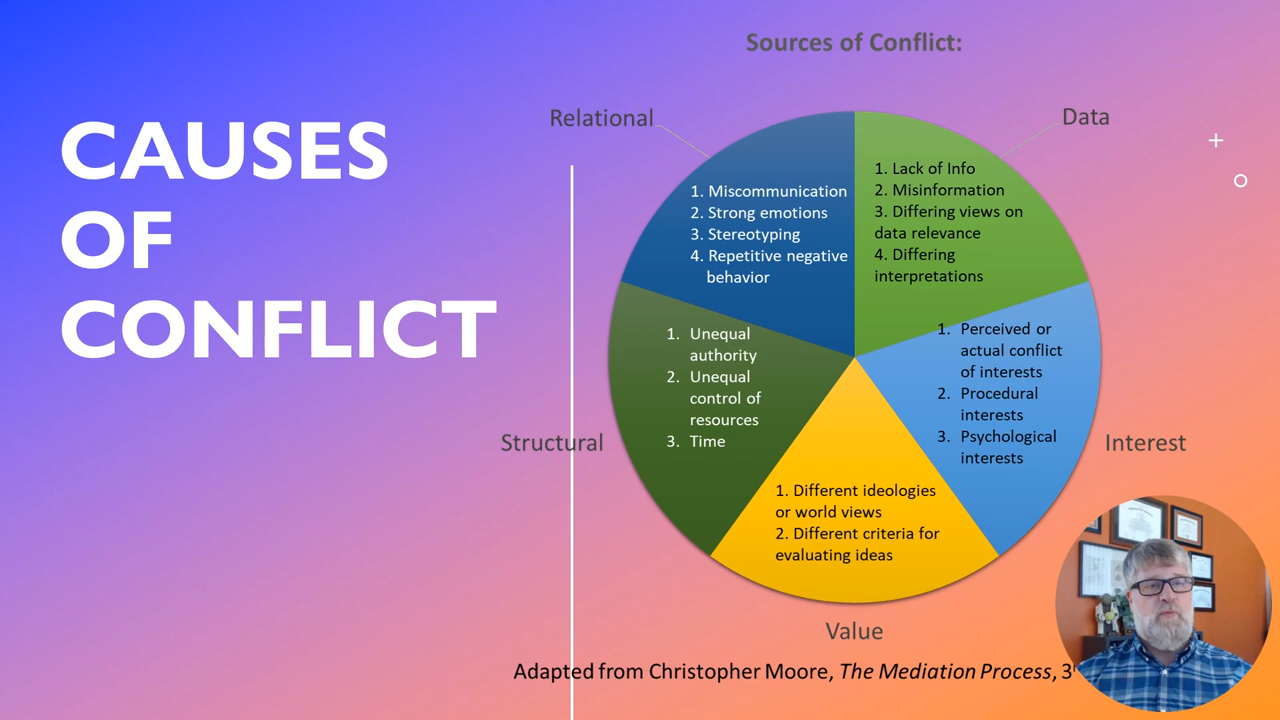 CAUSES
OF
CONFLICT
Sources of Conflict:
Relational
1. Miscommunication
2. Strong emotions
3. Stereotyping
4. Repetitive negative
behavior
Data
1. Lack of Info
2. Misinformation
3. Differing views on
data relevance
4. Differing
interpretations
Structural
1. Unequal
authority
2. Unequal
control of
resources
3. Time
1. Perceived or
actual conflict
of interests
2. Procedural
interests
3. Psychological
interests
Interest
1. Different ideologies
or world views
2. Different criteria for
evaluating ideas
Value
Adapted from Christopher Moore, The Mediation Process, 3